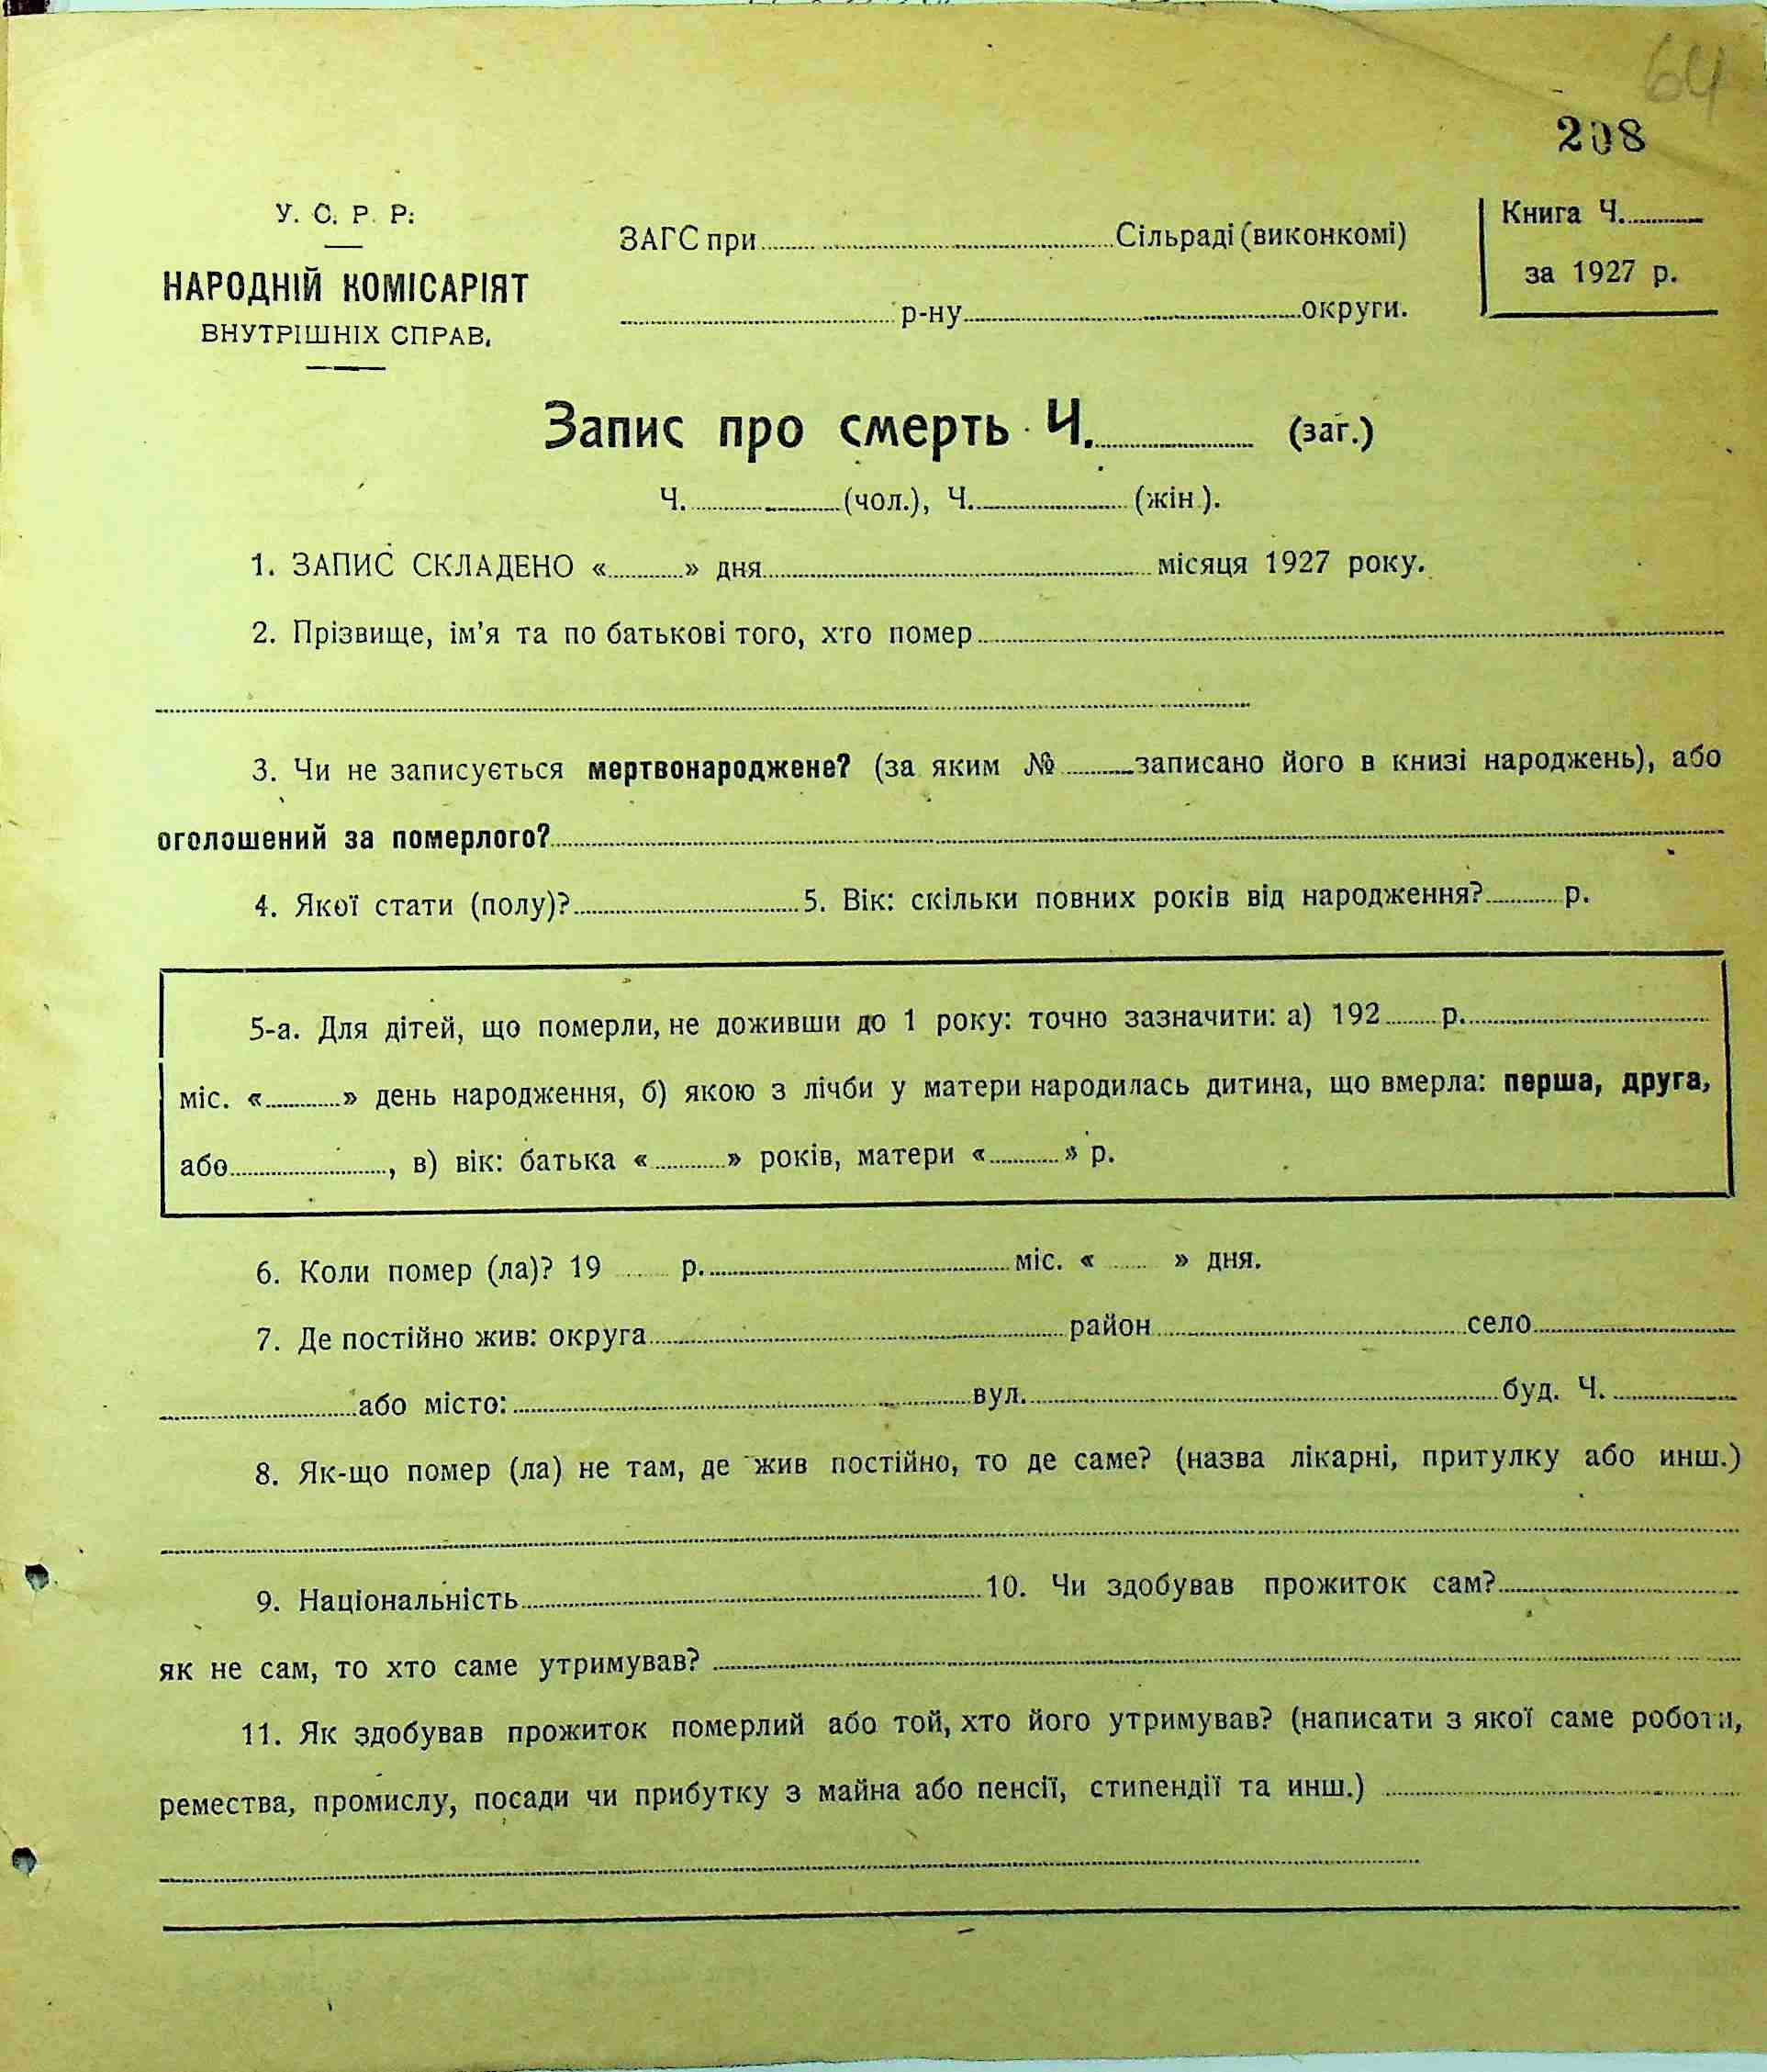 64
208
У. С. Р. Р.
НАРОДНІЙ КОМІСАРІЯТ
ВНУТРІШНІХ СПРАВ.
ЗАГС при Сільраді (виконкомі)
р-ну округи.
Книга Ч.
за 1927 р.
Запис про смерть Ч. (заг.)
Ч. (чол.), Ч. (жін.).
1. ЗАПИС СКЛАДЕНО « » дня місяця 1927 року.
2. Прізвище, ім’я та по батькові того, хто помер
3. Чи не записується мертвонароджене? (за яким № записано його в книзі народжень), або
оголошений за померлого?
4. Якої стати (полу)? 5. Вік: скільки повних років від народження? р.
5-а. Для дітей, що померли, не доживши до 1 року: точно зазначити: а) 192 р.
міс. « » день народження, б) якою з лічби у матери народилась дитина, що вмерла: перша, друга,
або , в) вік: батька « » років, матери « » р.
6. Коли помер (ла)? 19 р. міс. « » дня.
7. Де постійно жив: округа район село
або місто: вул. буд. Ч.
8. Як-що помер (ла) не там, де жив постійно, то де саме? (назва лікарні, притулку або инш.)
9. Національність 10. Чи здобував прожиток сам?
як не сам, то хто саме утримував?
11. Як здобував прожиток померлий або той, хто його утримував? (написати з якої саме роботи,
ремества, промислу, посади чи прибутку з майна або пенсії, стипендії та инш.)